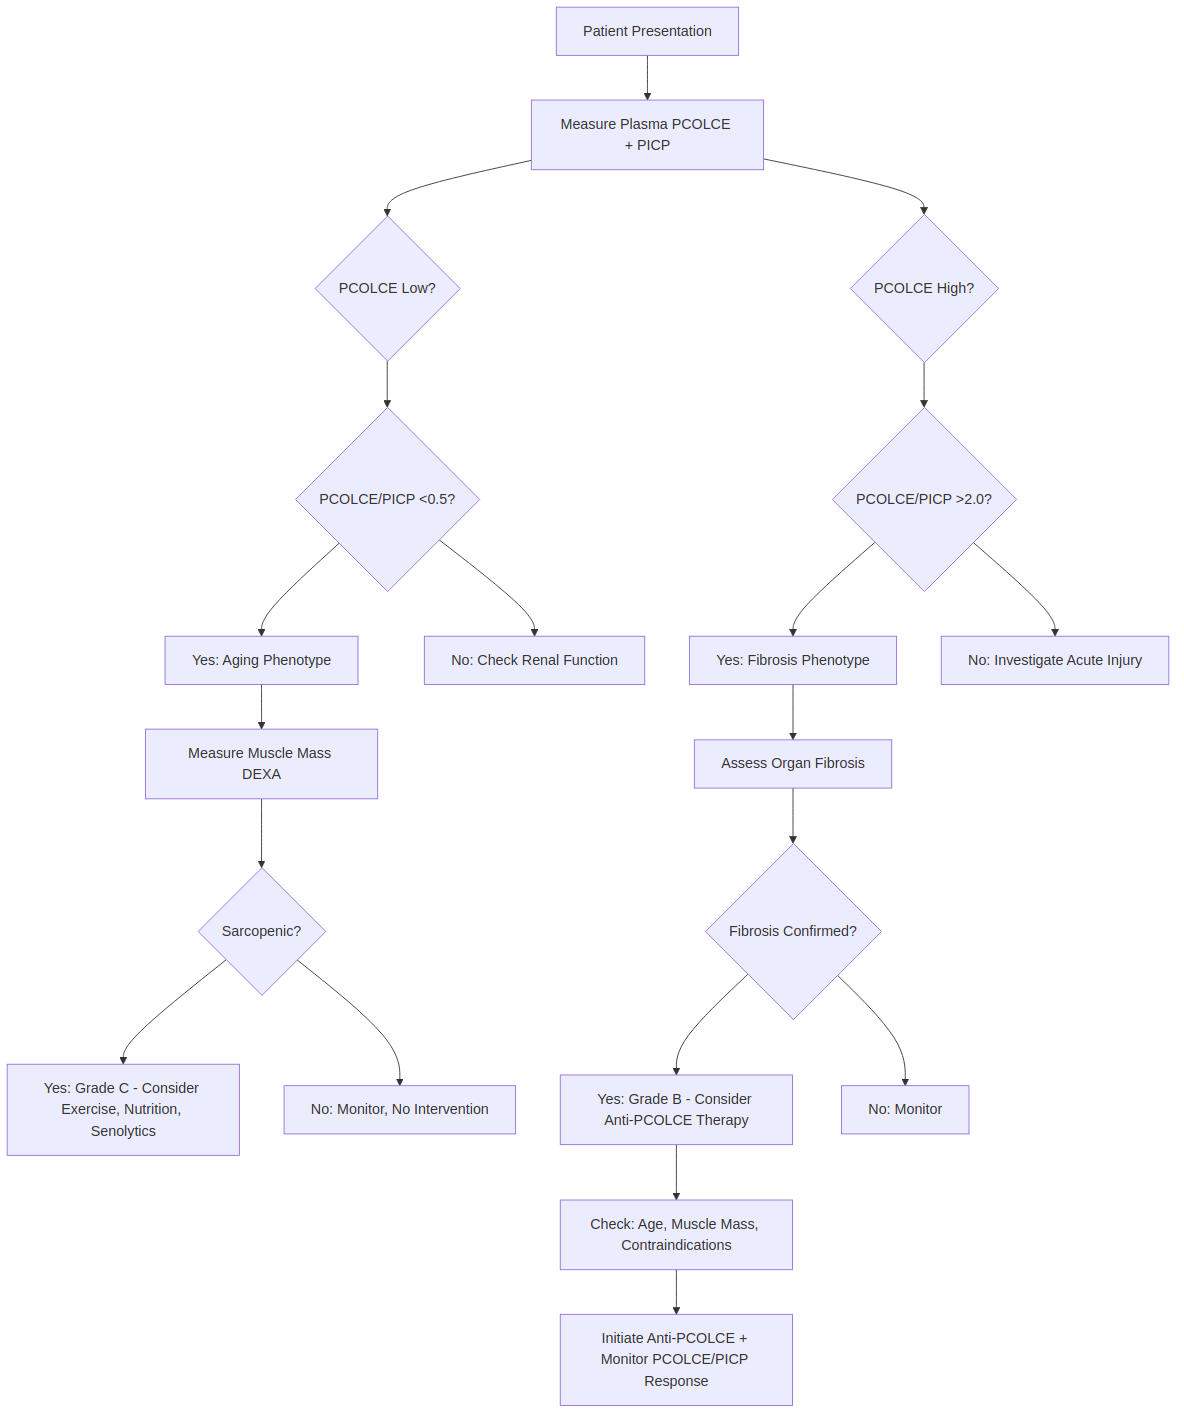 Patient Presentation
Measure Plasma PCOLCE
+ PICP
PCOLCE Low?
PCOLCE High?
PCOLCE/PICP <0.5?
PCOLCE/PICP >2.0?
Yes: Aging Phenotype
No: Check Renal Function
Yes: Fibrosis Phenotype
No: Investigate Acute Injury
Measure Muscle Mass
DEXA
Assess Organ Fibrosis
Sarcopenic?
Fibrosis Confirmed?
Yes: Grade C - Consider
Exercise, Nutrition,
Senolytics
No: Monitor, No Intervention
Yes: Grade B - Consider
Anti-PCOLCE Therapy
No: Monitor
Check: Age, Muscle Mass,
Contraindications
Initiate Anti-PCOLCE +
Monitor PCOLCE/PICP
Response